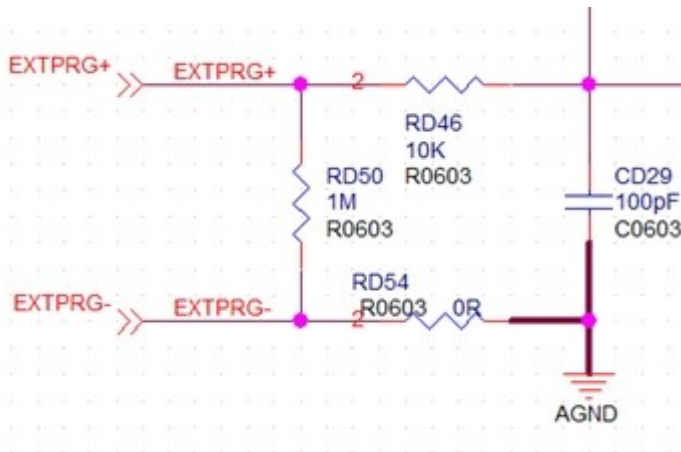 EXTPRG+
EXTPRG+
2
RD46
10K
R0603
RD50
1M
R0603
CD29
100pF
C0603
RD54
R0603 0R
EXTPRG-
EXTPRG-
2
AGND